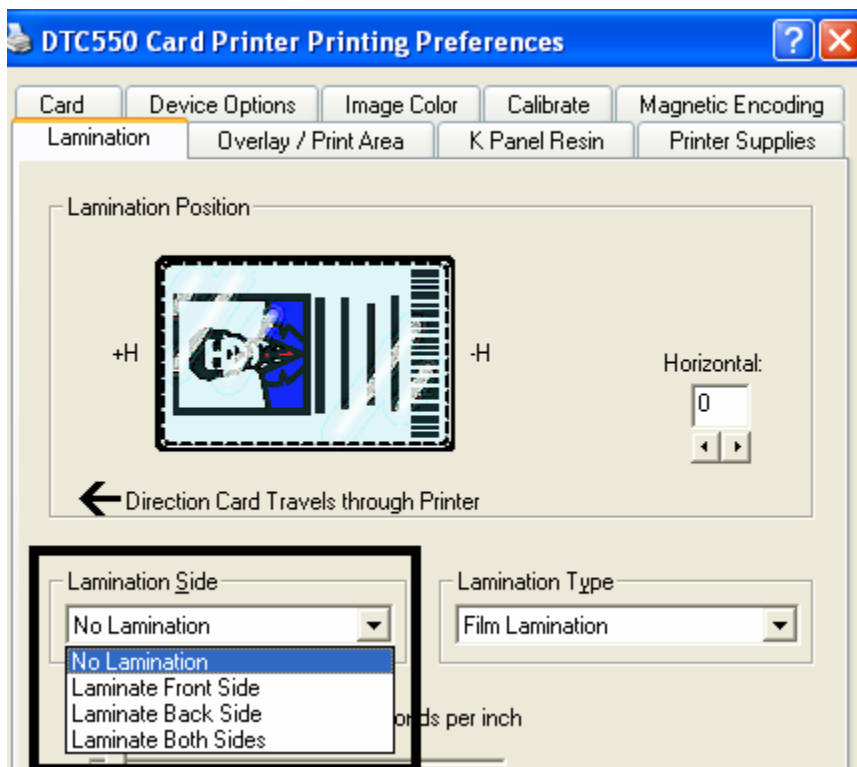 DTC550 Card Printer Printing Preferences
Card Device Options Image Color Calibrate Magnetic Encoding
Lamination Overlay / Print Area K Panel Resin Printer Supplies
Lamination Position
+H -H
Horizontal:
0
Direction Card Travels through Printer
Lamination Side Lamination Type
No Lamination Film Lamination
No Lamination
Laminate Front Side
Laminate Back Side per inch
Laminate Both Sides